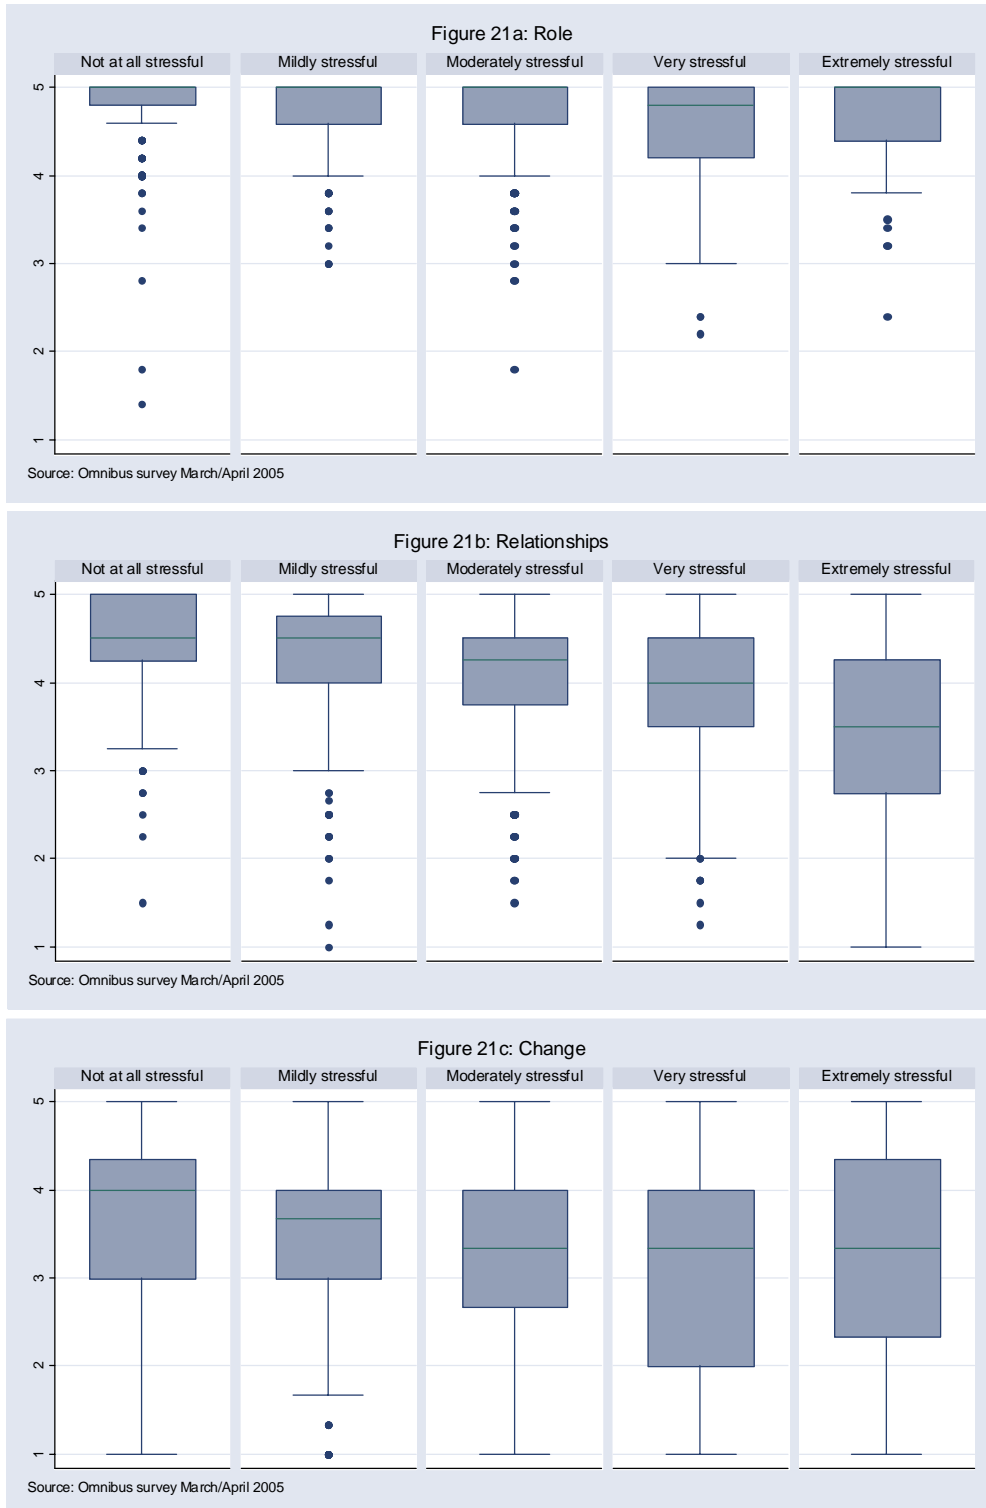 Figure 21a: Role
Not at all stressful
Mildly stressful
Moderately stressful
Very stressful
Extremely stressful
5
4
3
2
1
Source: Omnibus survey March/April 2005
Figure 21b: Relationships
Not at all stressful
Mildly stressful
Moderately stressful
Very stressful
Extremely stressful
5
4
3
2
1
Source: Omnibus survey March/April 2005
Figure 21c: Change
Not at all stressful
Mildly stressful
Moderately stressful
Very stressful
Extremely stressful
5
4
3
2
1
Source: Omnibus survey March/April 2005